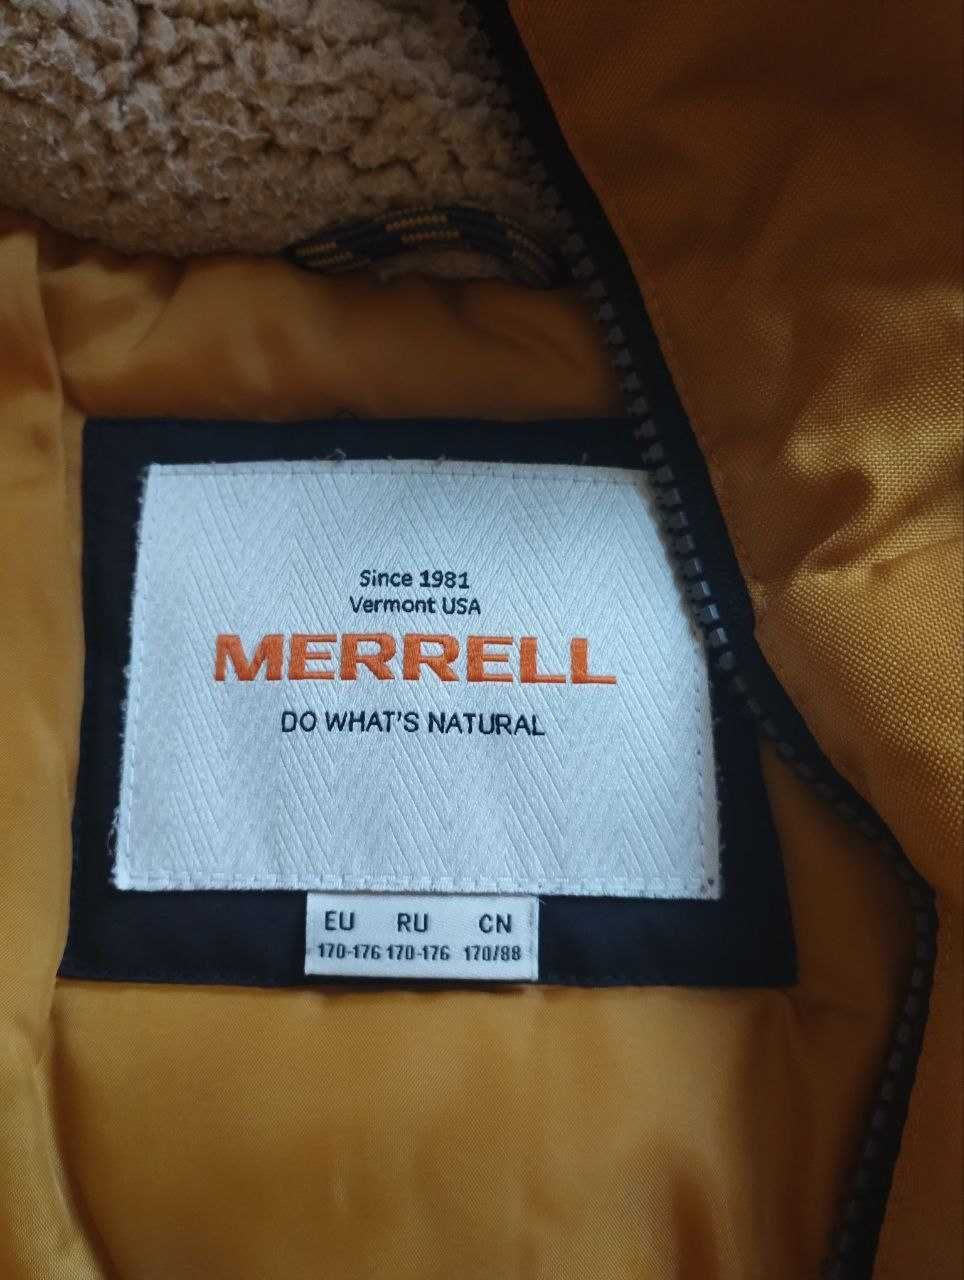 Since 1981
Vermont USA
MERRELL
DO WHAT'S NATURAL
EU RU CN
170-176 170-176 170/88